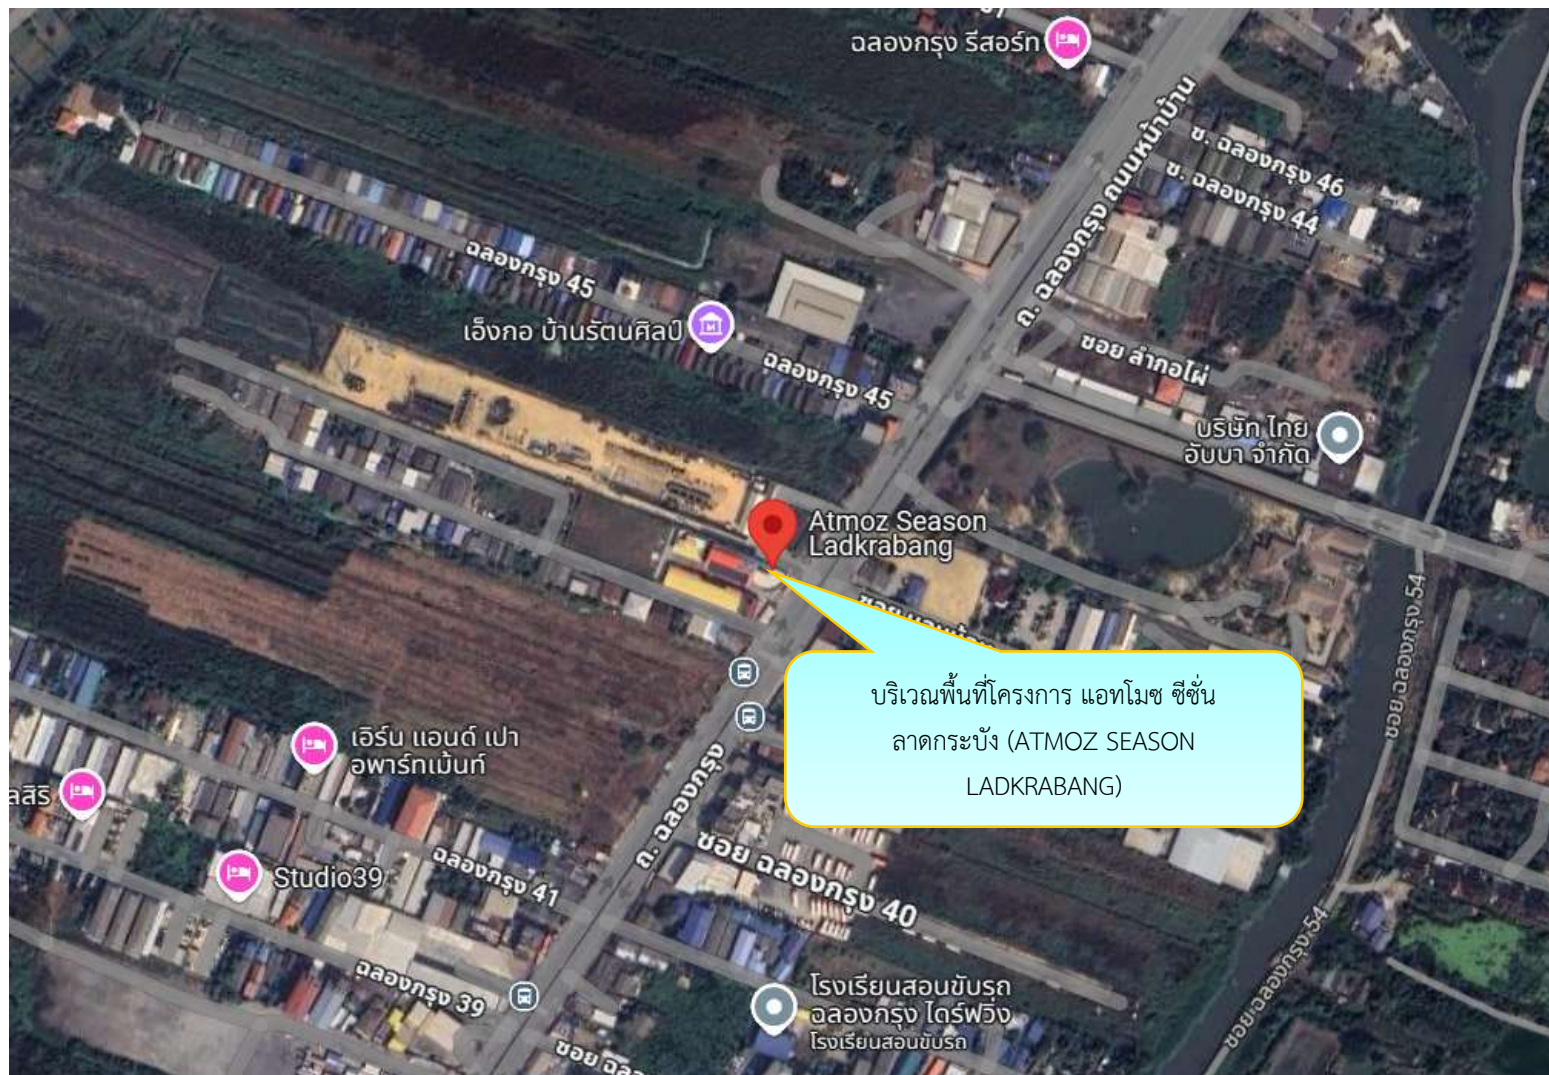 ฉลองกรุง รีสอร์ท
ถ. ฉลองกรุง ถนนหน้าบ้าน
ซ. ฉลองกรุง 46
ซ. ฉลองกรุง 44
ฉลองกรุง 45
เอ็งกอ บ้านรัตนศิลป์
ฉลองกรุง 45
ซอย ลำกอไผ่
บริษัท ไทย
อับบา จำกัด
Atmoz Season
Ladkrabang
ซอย ฉลองกรุง 54
บริเวณพื้นที่โครงการ แอทโมซ ซีซั่น
ลาดกระบัง (ATMOZ SEASON
LADKRABANG)
เอิร์น แอนด์ เปา
อพาร์ทเม้นท์
ลสิริ
ถ. ฉลองกรุง
Studio39
ฉลองกรุง 41
ซอย ฉลองกรุง 40
ฉลองกรุง 39
ซอย ฉลองกรุง 54
โรงเรียนสอนขับรถ
ฉลองกรุง ไดร์ฟวิ่ง
โรงเรียนสอนขับรถ
ซอย